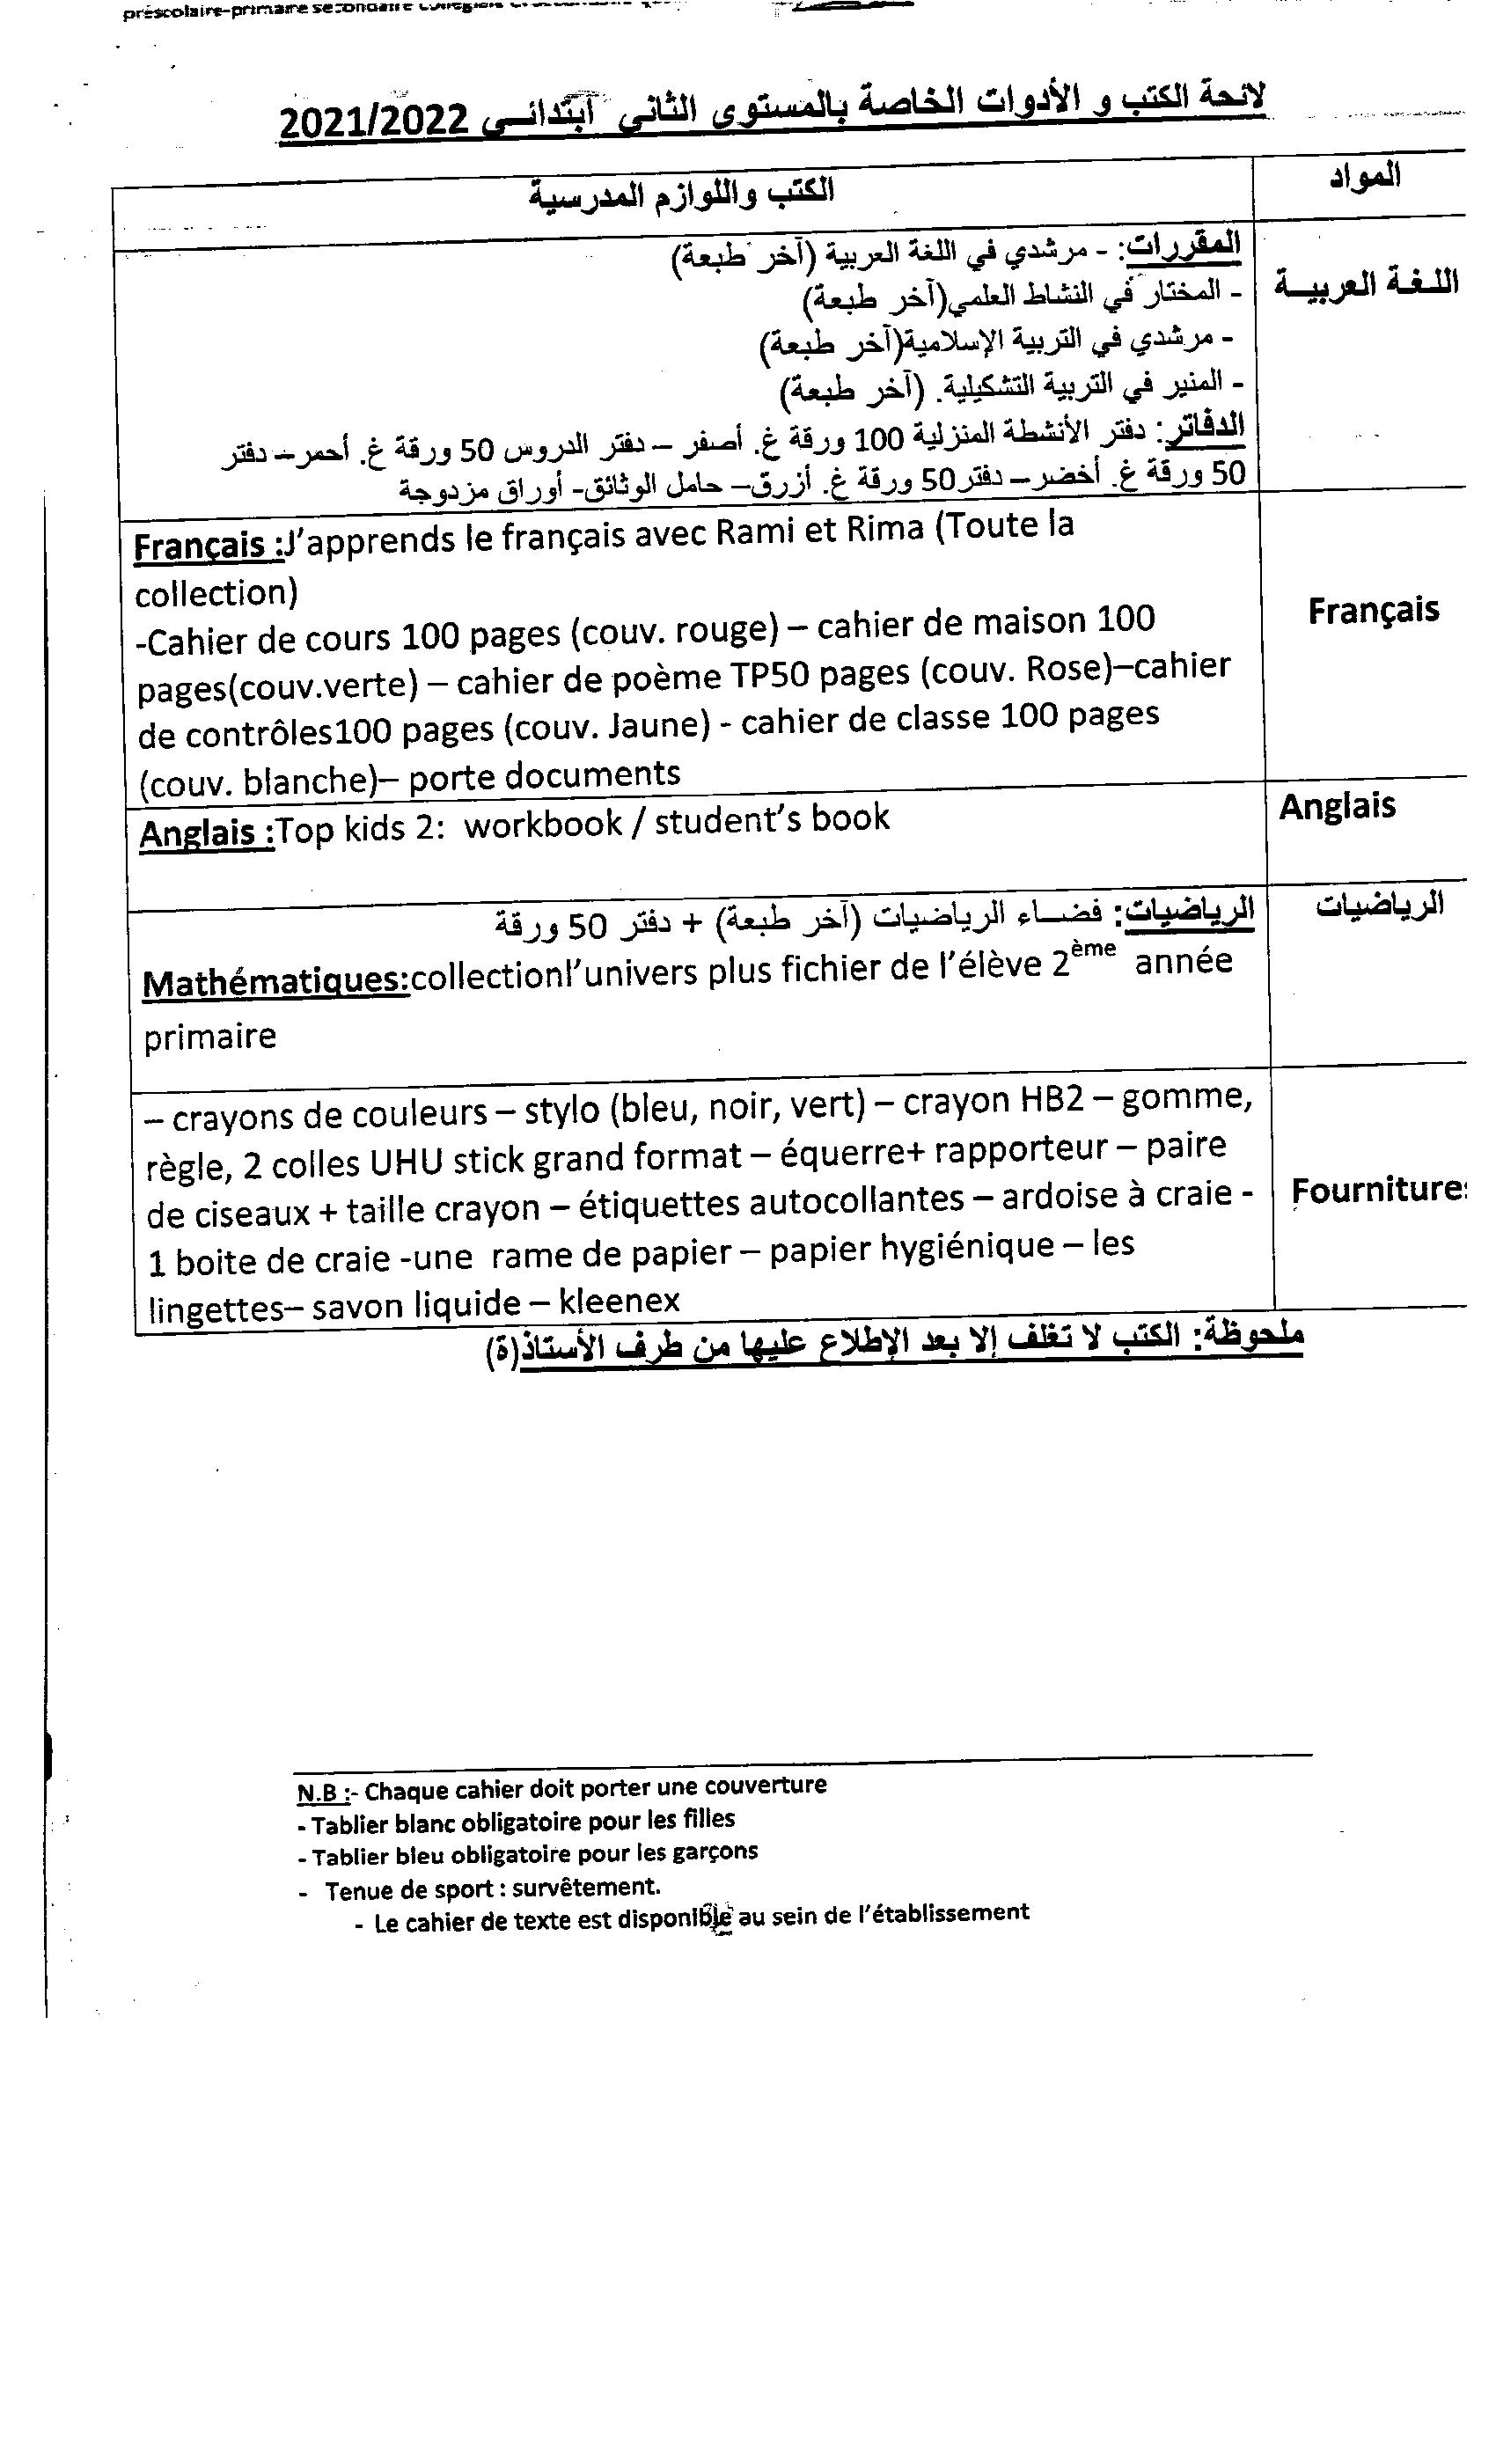 préscolaire-primaire secondaire
لائحة الكتب و الأدوات الخاصة بالمستوى الثاني ابتدائي 2021/2022
المواد
الكتب واللوازم المدرسية
اللغة العربية
المقررات: - مرشدي في اللغة العربية (آخر طبعة)
- المختار في النشاط العلمي(آخر طبعة)
- مرشدي في التربية الإسلامية(آخر طبعة)
- المنير في التربية التشكيلية. (آخر طبعة)
الدفاتر: دفتر الأنشطة المنزلية 100 ورقة غ. أصفر – دفتر الدروس 50 ورقة غ. أحمر– دفتر
50 ورقة غ. أخضر– دفتر50 ورقة غ. أزرق– حامل الوثائق- أوراق مزدوجة
Français :J'apprends le français avec Rami et Rima (Toute la
collection)
-Cahier de cours 100 pages (couv. rouge) – cahier de maison 100
pages(couv.verte) – cahier de poème TP50 pages (couv. Rose)–cahier
de contrôles100 pages (couv. Jaune) - cahier de classe 100 pages
(couv. blanche)– porte documents
Français
Anglais :Top kids 2: workbook / student's book
Anglais
الرياضيات
الرياضيات: فضاء الرياضيات (آخر طبعة) + دفتر 50 ورقة
Mathématiques:collectionl'univers plus fichier de l'élève 2ème année
primaire
– crayons de couleurs – stylo (bleu, noir, vert) – crayon HB2 – gomme,
règle, 2 colles UHU stick grand format – équerre+ rapporteur – paire
de ciseaux + taille crayon – étiquettes autocollantes – ardoise à craie -
1 boite de craie -une rame de papier – papier hygiénique – les
lingettes– savon liquide – kleenex
Fournitures
ملحوظة: الكتب لا تغلف إلا بعد الإطلاع عليها من طرف الأستاذ(ة)
N.B :- Chaque cahier doit porter une couverture
- Tablier blanc obligatoire pour les filles
- Tablier bleu obligatoire pour les garçons
- Tenue de sport : survêtement.
- Le cahier de texte est disponible au sein de l'établissement